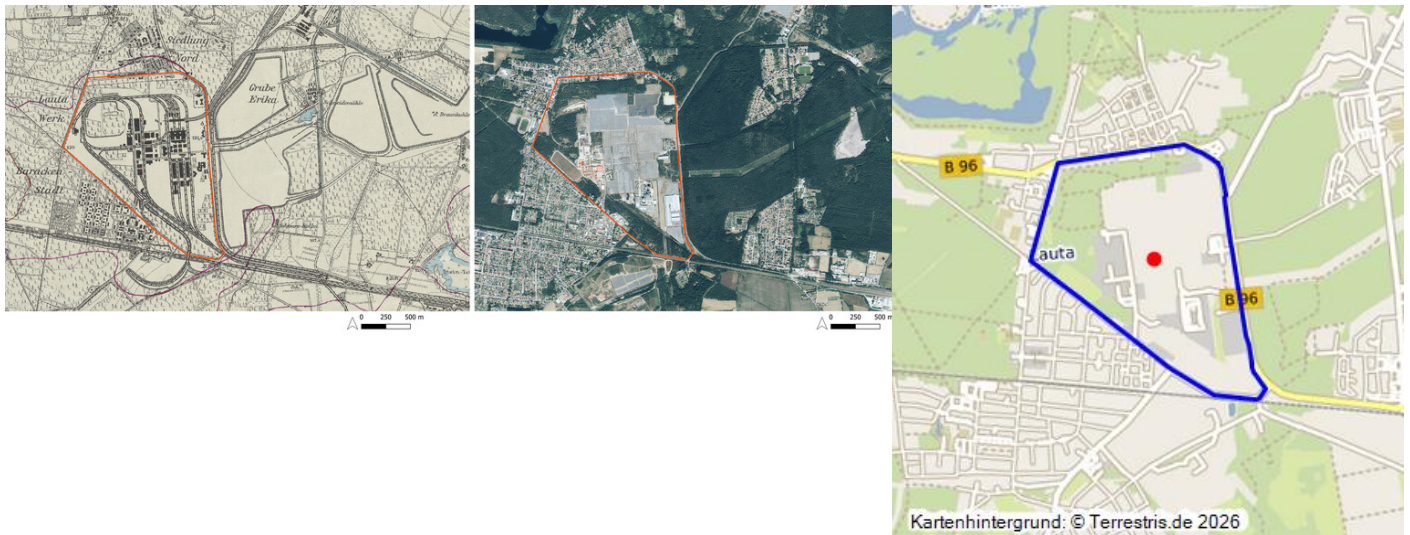 Siedlung
Nord
Lauta
Werk
Grube
Erika
Baracken
Stadt
0 250 500 m
0 250 500 m
B 96
Lauta
B 96
Kartenhintergrund: © Terrestris.de 2026